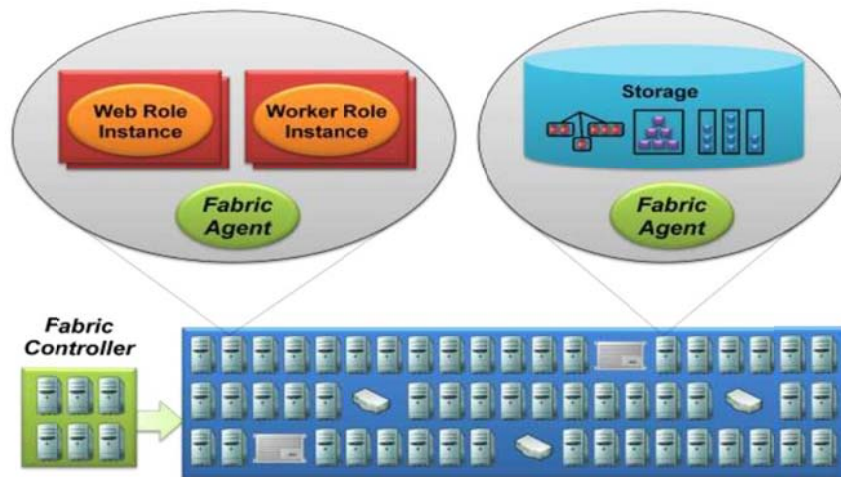 Web Role
Instance
Worker Role
Instance
Fabric
Agent
Storage
Fabric
Agent
Fabric
Controller